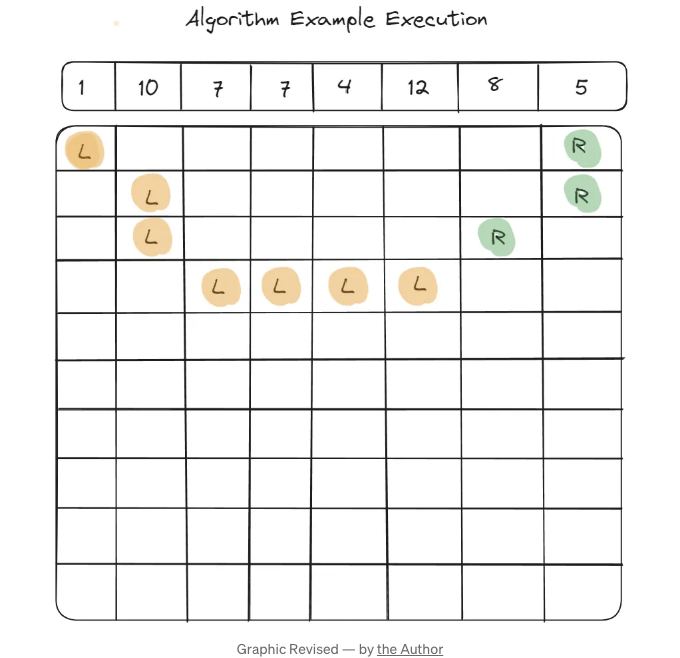 Algorithm Example Execution
1 10 7 7 4 12 8 5
L R
L R
L R
L L L L
Graphic Revised — by the Author